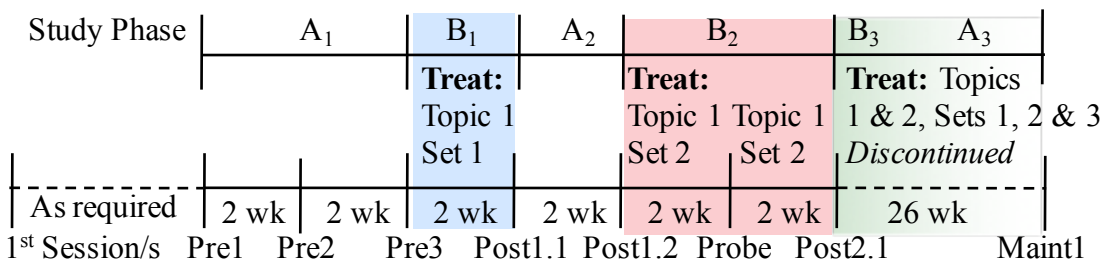 Study Phase A1 B1 A2 B2 B3 A3
Treat: Treat: Treat: Topics
Topic 1 Topic 1 Topic 1 1 & 2, Sets 1, 2 & 3
Set 1 Set 2 Set 2 Discontinued
As required 2 wk 2 wk 2 wk 2 wk 2 wk 2 wk 26 wk
1st Session/s Pre1 Pre2 Pre3 Post1.1 Post1.2 Probe Post2.1 Maint1